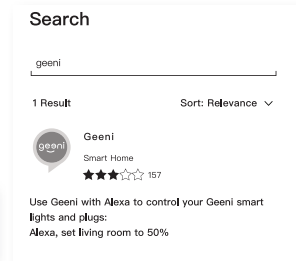 Search
geeni
1 Result Sort: Relevance
geeni
Geeni
Smart Home
157
Use Geeni with Alexa to control your Geeni smart
lights and plugs:
Alexa, set living room to 50%